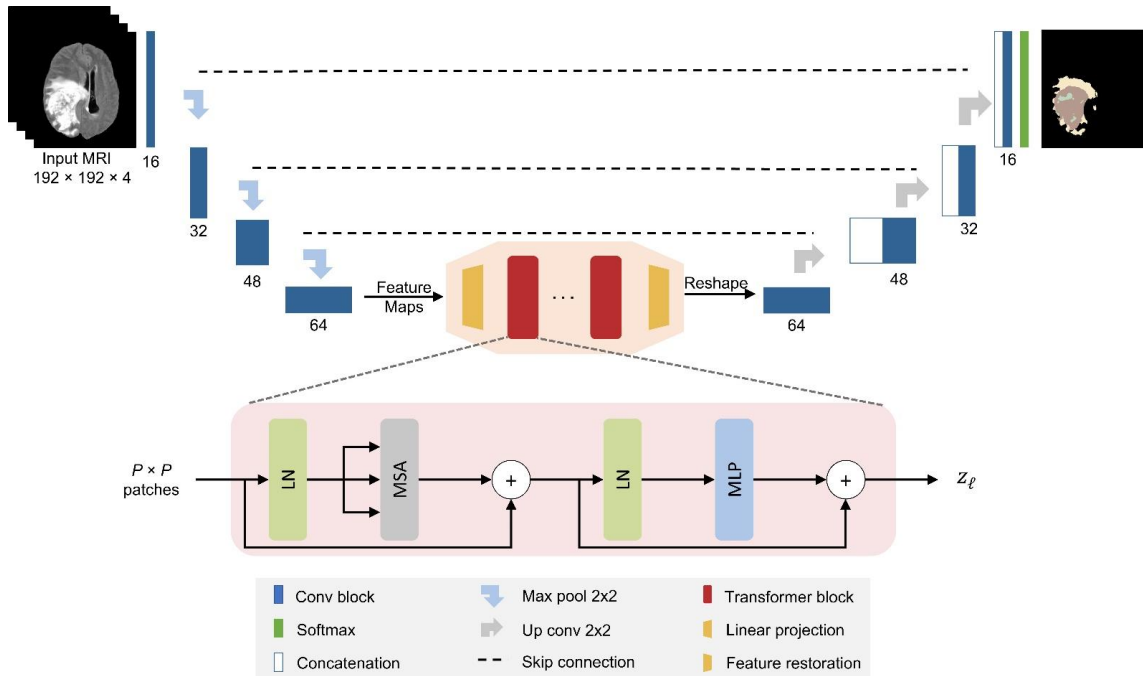 Input MRI
192 × 192 × 4
16
32
48
64
Feature
Maps
...
Reshape
64
48
32
16
P × P
patches
LN
MSA
+
LN
MLP
+
zℓ
Conv block
Max pool 2x2
Transformer block
Softmax
Up conv 2x2
Linear projection
Concatenation
Skip connection
Feature restoration